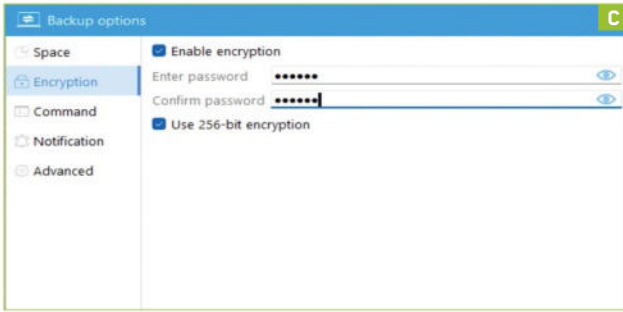 Backup options
C
Space
Encryption
Command
Notification
Advanced
Enable encryption
Enter password ●●●●●●
Confirm password ●●●●●●
Use 256-bit encryption